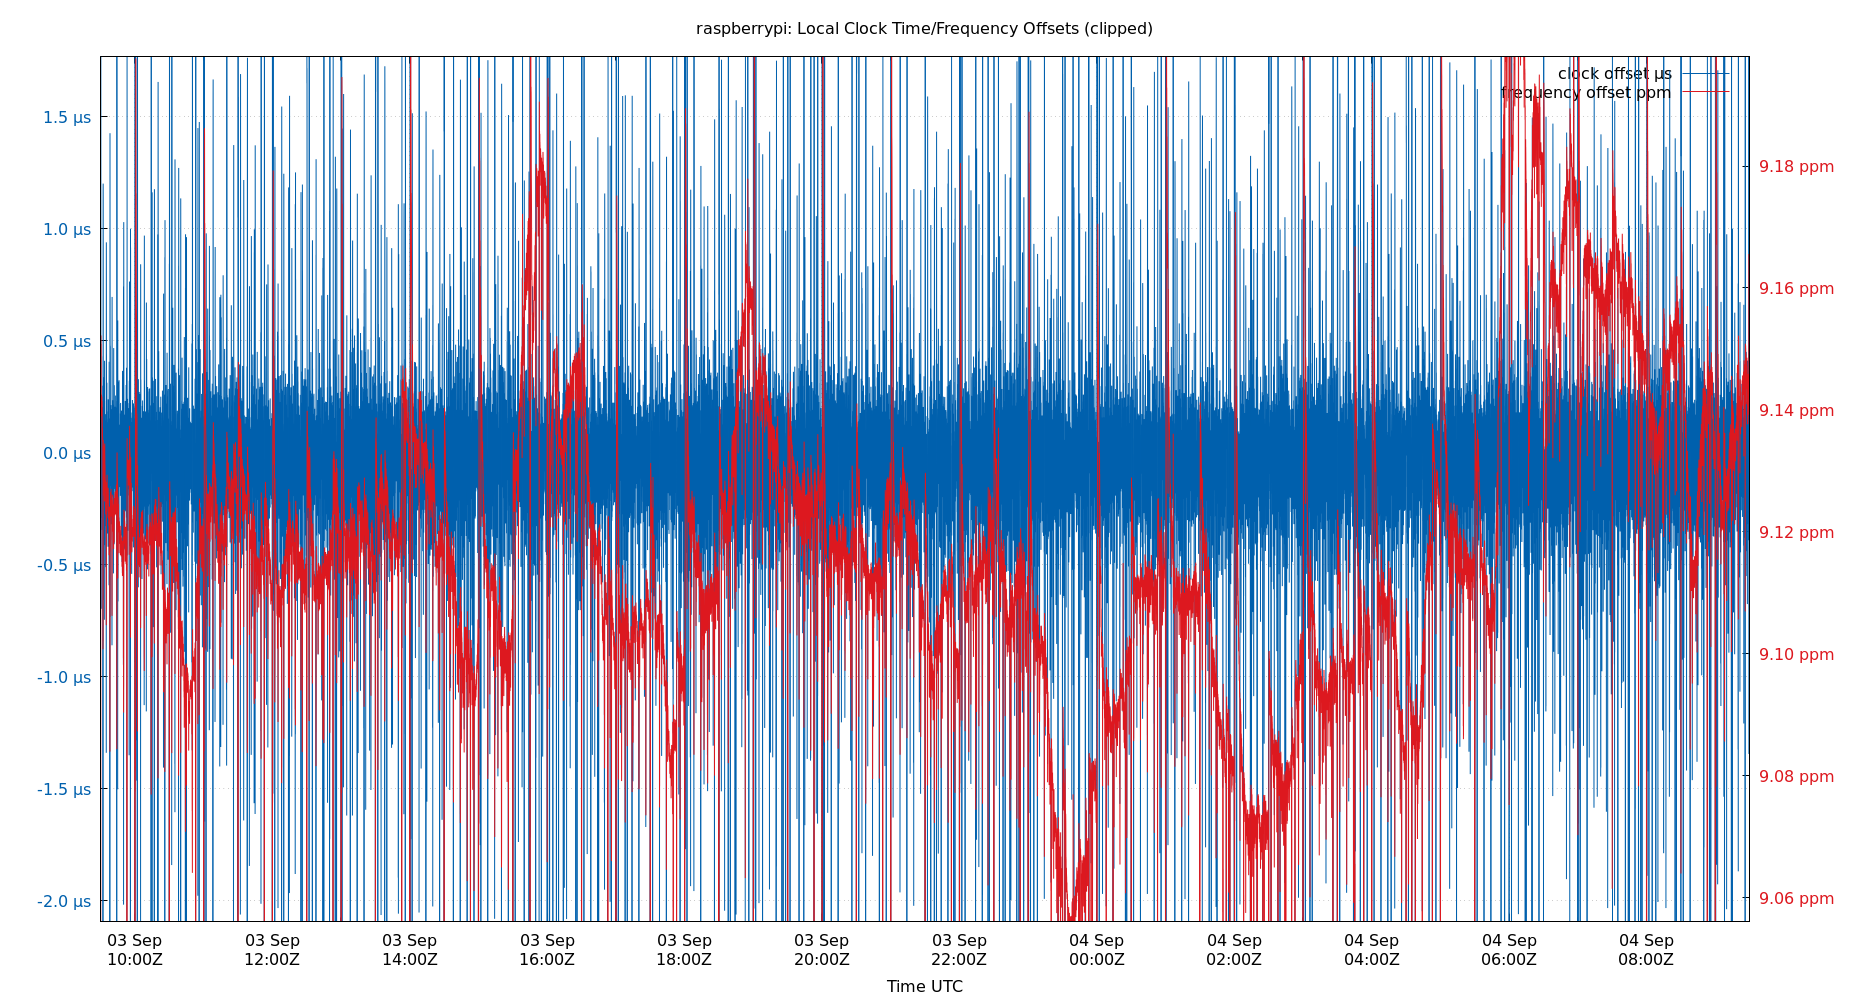 raspberrypi: Local Clock Time/Frequency Offsets (clipped)
clock offset µs
frequency offset ppm
1.5 µs
1.0 µs
0.5 µs
0.0 µs
-0.5 µs
-1.0 µs
-1.5 µs
-2.0 µs
9.18 ppm
9.16 ppm
9.14 ppm
9.12 ppm
9.10 ppm
9.08 ppm
9.06 ppm
03 Sep 03 Sep 03 Sep 03 Sep 03 Sep 03 Sep 03 Sep 04 Sep 04 Sep 04 Sep 04 Sep 04 Sep
10:00Z 12:00Z 14:00Z 16:00Z 18:00Z 20:00Z 22:00Z 00:00Z 02:00Z 04:00Z 06:00Z 08:00Z
Time UTC